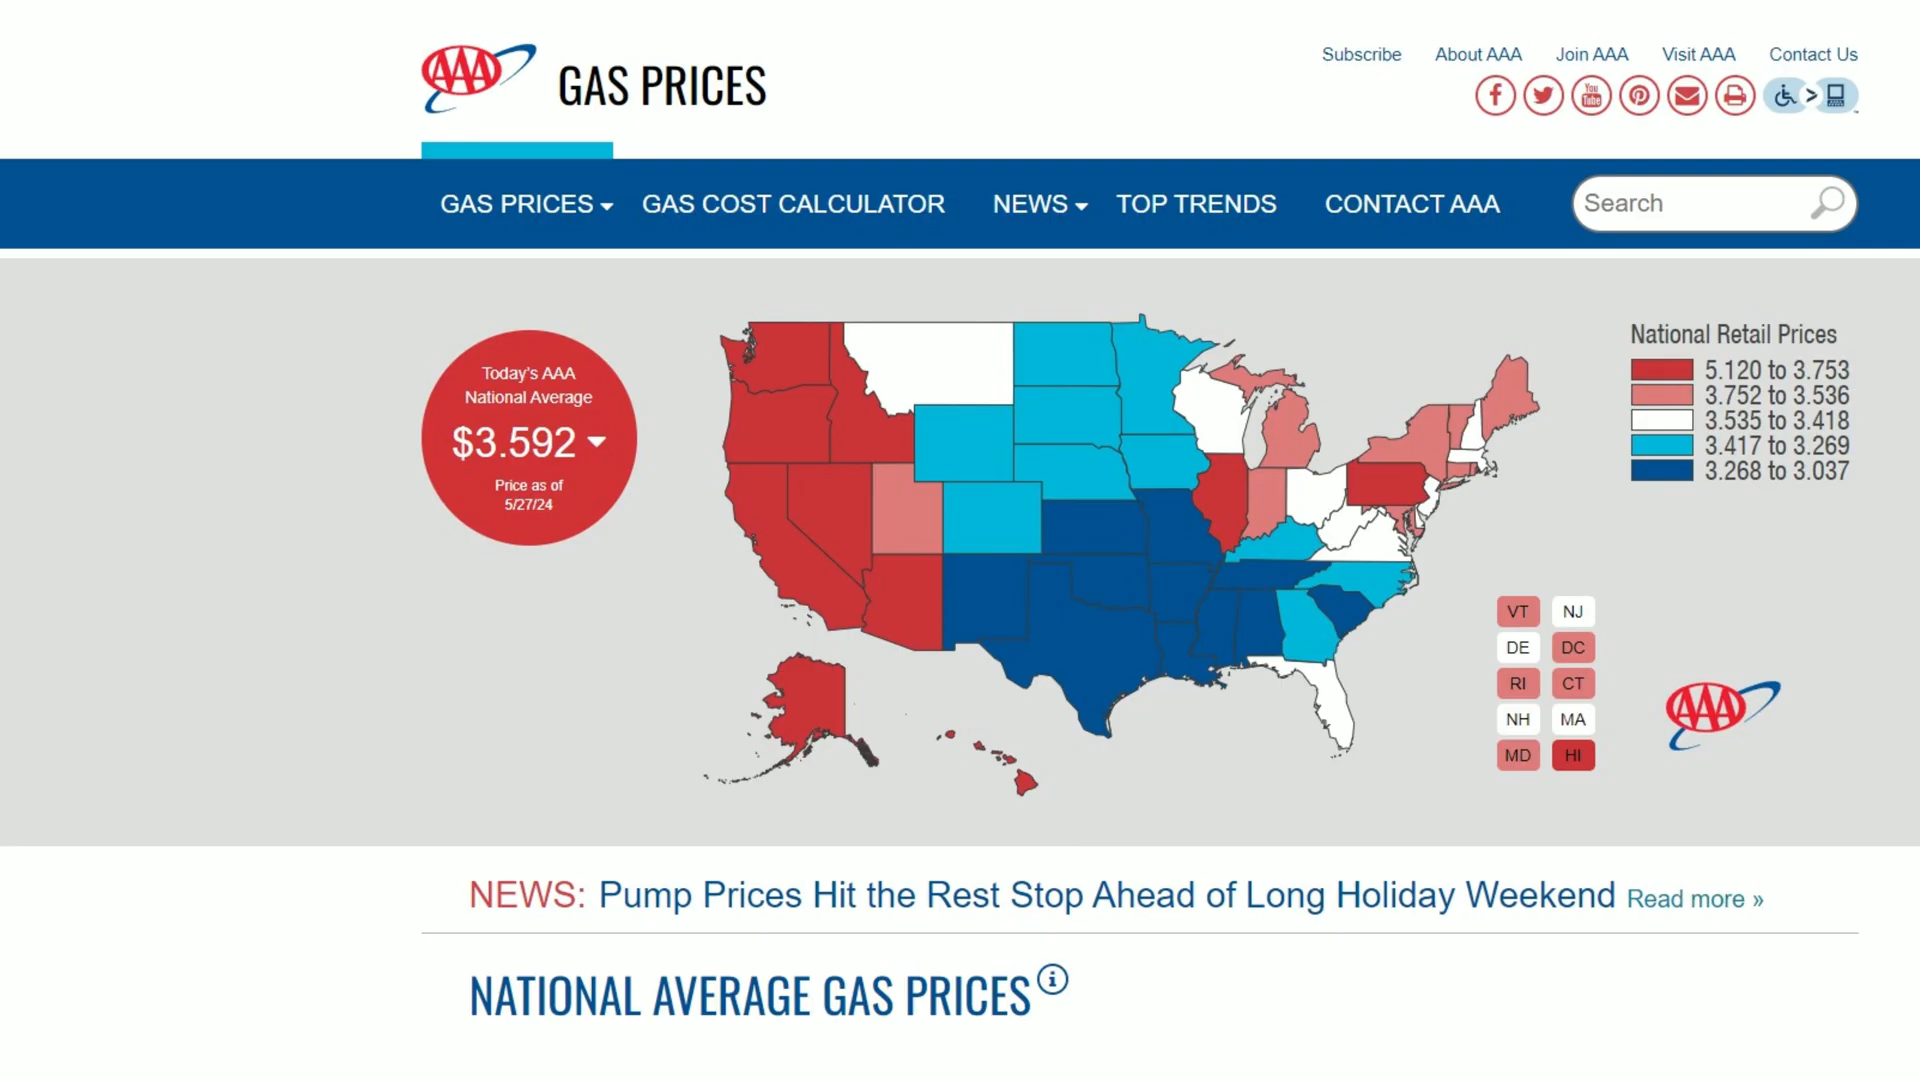 AAA
GAS PRICES
Subscribe About AAA Join AAA Visit AAA Contact Us
You
Tube
GAS PRICES GAS COST CALCULATOR NEWS TOP TRENDS CONTACT AAA Search
Today's AAA
National Average
$3.592
Price as of
5/27/24
National Retail Prices
5.120 to 3.753
3.752 to 3.536
3.535 to 3.418
3.417 to 3.269
3.268 to 3.037
VT NJ
DE DC
RI CT
NH MA
MD HI
AAA
NEWS: Pump Prices Hit the Rest Stop Ahead of Long Holiday Weekend Read more »
NATIONAL AVERAGE GAS PRICES i